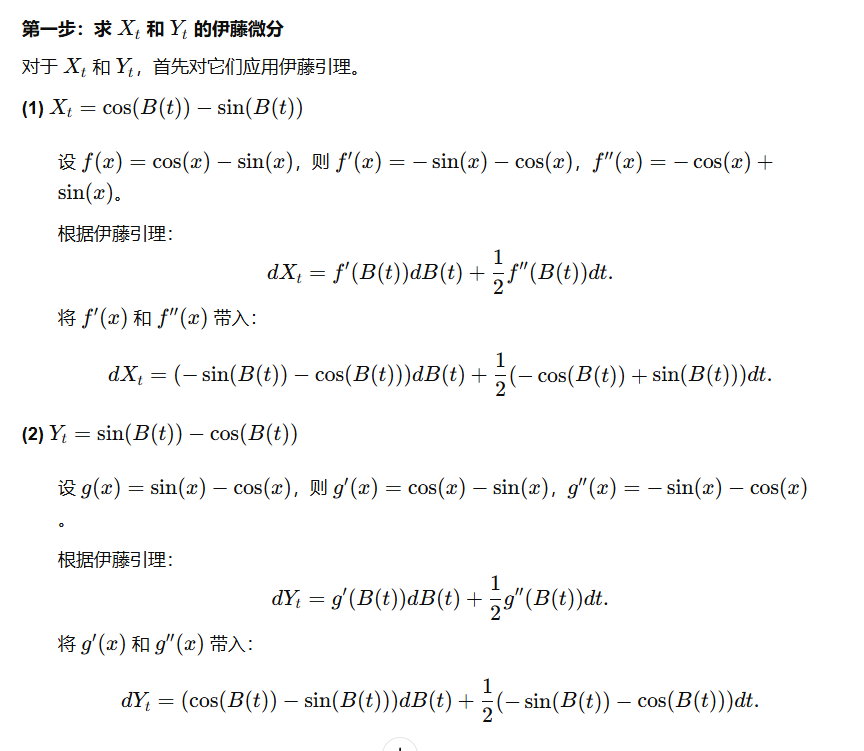 第一步：求 X_t 和 Y_t 的伊藤微分
对于 X_t 和 Y_t，首先对它们应用伊藤引理。
(1) X_t = cos(B(t)) − sin(B(t))
设 f(x) = cos(x) − sin(x)，则 f′(x) = − sin(x) − cos(x)，f′′(x) = − cos(x) +
sin(x)。
根据伊藤引理：
dX_t = f′(B(t))dB(t) + \frac{1}{2}f′′(B(t))dt.
将 f′(x) 和 f′′(x) 带入：
dX_t = (− sin(B(t)) − cos(B(t)))dB(t) + \frac{1}{2}(− cos(B(t)) + sin(B(t)))dt.
(2) Y_t = sin(B(t)) − cos(B(t))
设 g(x) = sin(x) − cos(x)，则 g′(x) = cos(x) − sin(x)，g′′(x) = − sin(x) − cos(x)
。
根据伊藤引理：
dY_t = g′(B(t))dB(t) + \frac{1}{2}g′′(B(t))dt.
将 g′(x) 和 g′′(x) 带入：
dY_t = (cos(B(t)) − sin(B(t)))dB(t) + \frac{1}{2}(− sin(B(t)) − cos(B(t)))dt.